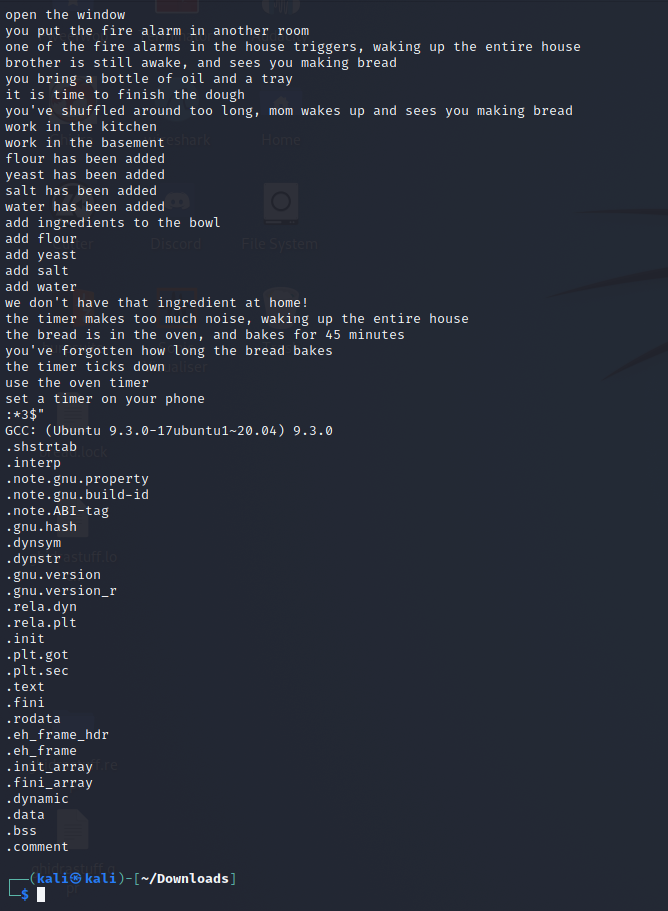 open the window
you put the fire alarm in another room
one of the fire alarms in the house triggers, waking up the entire house
brother is still awake, and sees you making bread
you bring a bottle of oil and a tray
it is time to finish the dough
you've shuffled around too long, mom wakes up and sees you making bread
work in the kitchen
work in the basement
flour has been added
yeast has been added
salt has been added
water has been added
add ingredients to the bowl
add flour
add yeast
add salt
add water
we don't have that ingredient at home!
the timer makes too much noise, waking up the entire house
the bread is in the oven, and bakes for 45 minutes
you've forgotten how long the bread bakes
the timer ticks down
use the oven timer
set a timer on your phone
:*3$"
GCC: (Ubuntu 9.3.0-17ubuntu1~20.04) 9.3.0
.shstrtab
.interp
.note.gnu.property
.note.gnu.build-id
.note.ABI-tag
.gnu.hash
.dynsym
.dynstr
.gnu.version
.gnu.version_r
.rela.dyn
.rela.plt
.init
.plt.got
.plt.sec
.text
.fini
.rodata
.eh_frame_hdr
.eh_frame
.init_array
.fini_array
.dynamic
.data
.bss
.comment
┌──(kali㉿kali)-[~/Downloads]
└─$
Home
Discord
File System